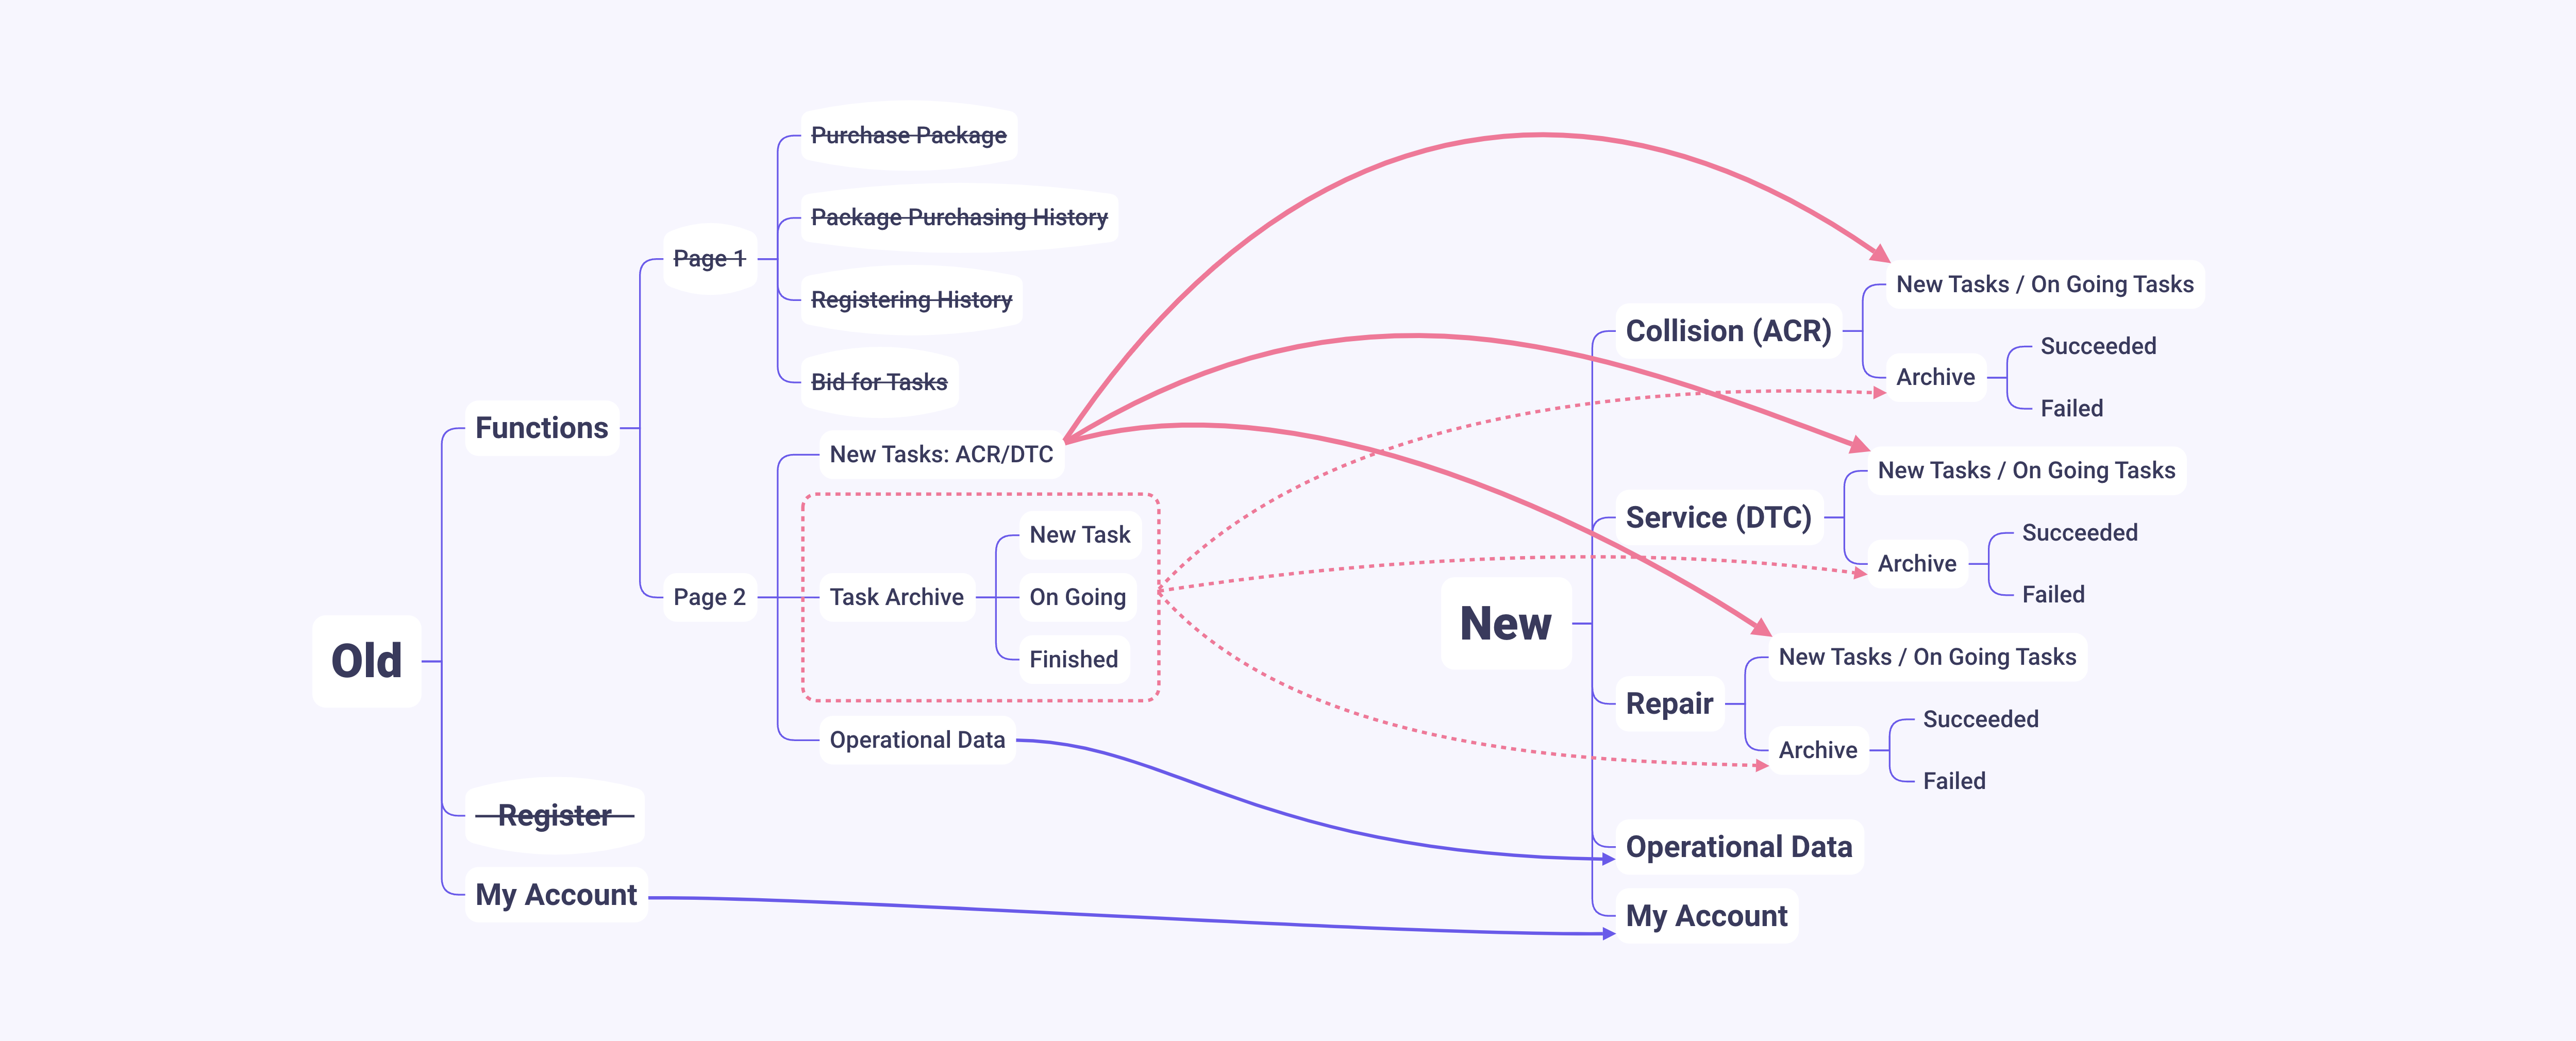 Old
Functions
Page 1
Purchase Package
Package Purchasing History
Registering History
Bid for Tasks
Page 2
New Tasks: ACR/DTC
Task Archive
New Task
On Going
Finished
Operational Data
Register
My Account
New
Collision (ACR)
New Tasks / On Going Tasks
Archive
Succeeded
Failed
Service (DTC)
New Tasks / On Going Tasks
Archive
Succeeded
Failed
Repair
New Tasks / On Going Tasks
Archive
Succeeded
Failed
Operational Data
My Account